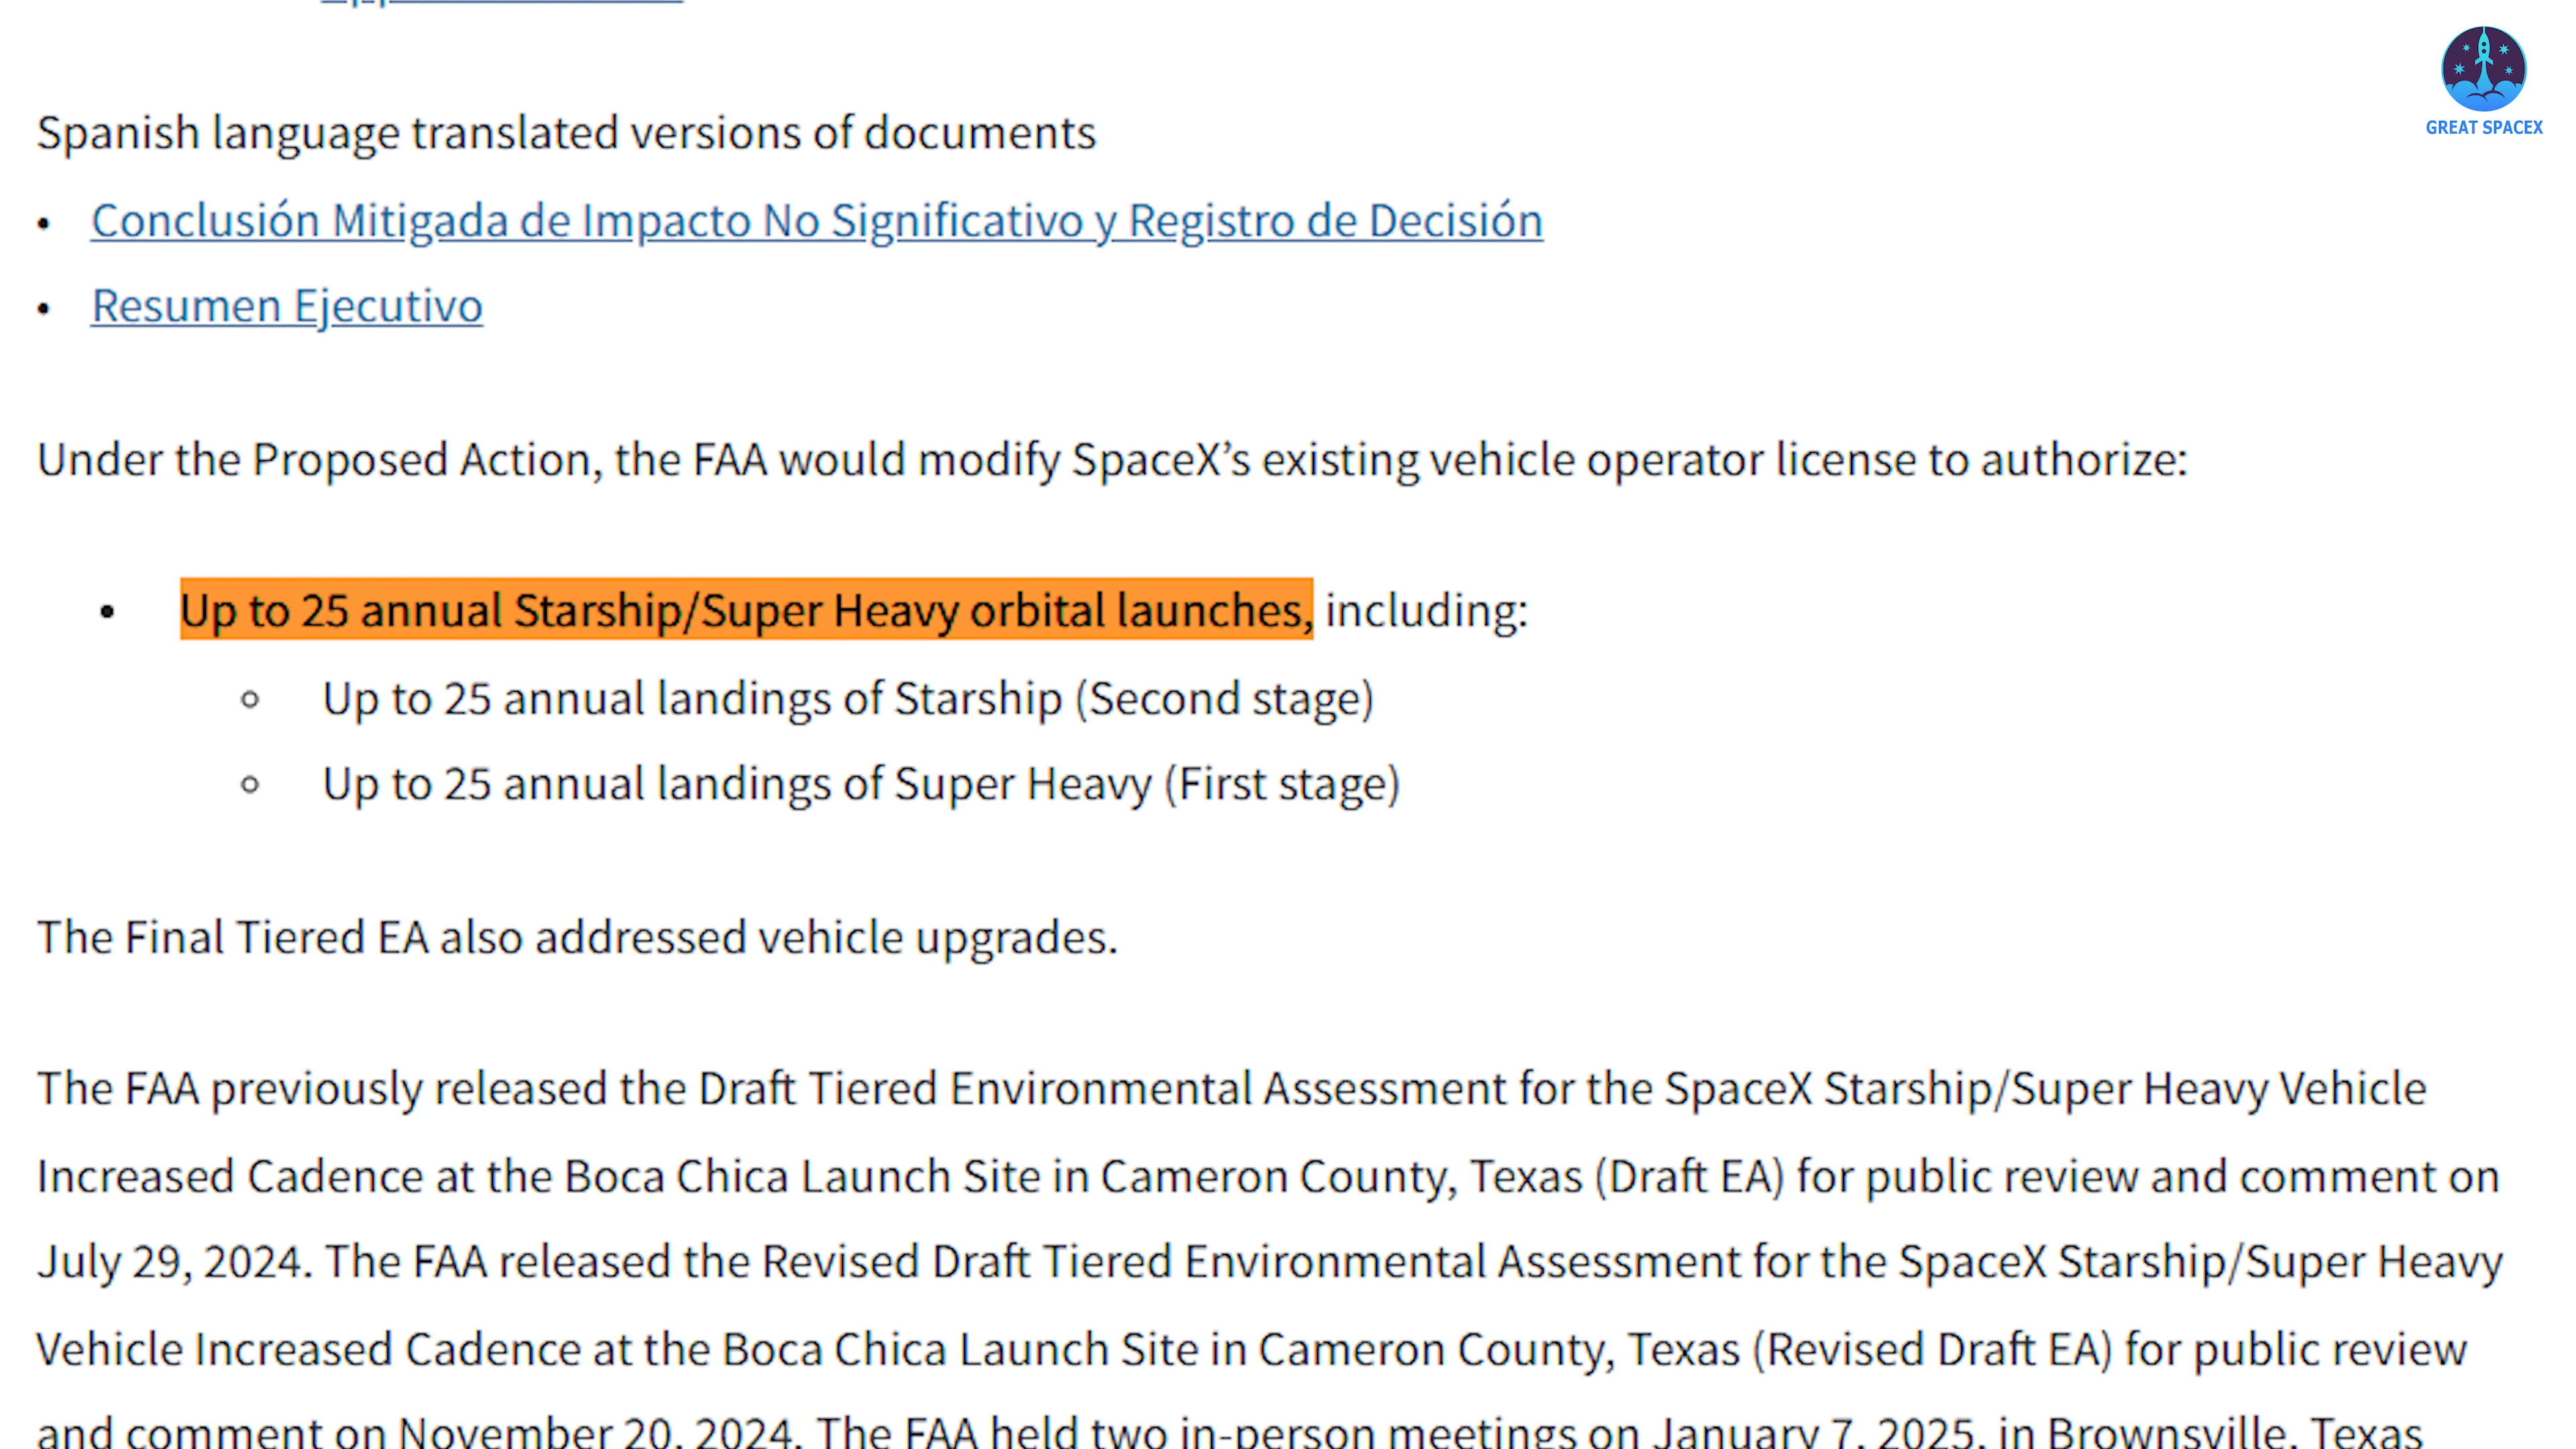 GREAT SPACEX
Spanish language translated versions of documents
• Conclusión Mitigada de Impacto No Significativo y Registro de Decisión
• Resumen Ejecutivo
Under the Proposed Action, the FAA would modify SpaceX’s existing vehicle operator license to authorize:
• Up to 25 annual Starship/Super Heavy orbital launches, including:
○ Up to 25 annual landings of Starship (Second stage)
○ Up to 25 annual landings of Super Heavy (First stage)
The Final Tiered EA also addressed vehicle upgrades.
The FAA previously released the Draft Tiered Environmental Assessment for the SpaceX Starship/Super Heavy Vehicle
Increased Cadence at the Boca Chica Launch Site in Cameron County, Texas (Draft EA) for public review and comment on
July 29, 2024. The FAA released the Revised Draft Tiered Environmental Assessment for the SpaceX Starship/Super Heavy
Vehicle Increased Cadence at the Boca Chica Launch Site in Cameron County, Texas (Revised Draft EA) for public review
and comment on November 20, 2024. The FAA held two in-person meetings on January 7, 2025, in Brownsville, Texas